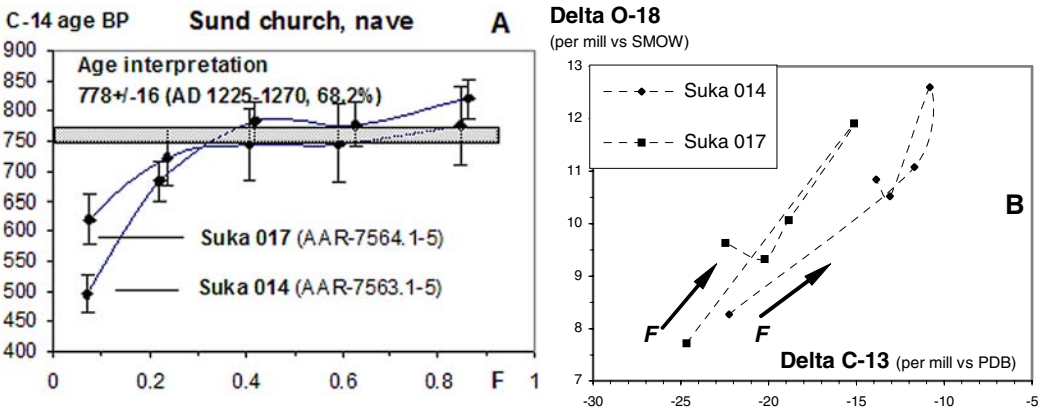 C-14 age BP
Sund church, nave
A
900
850
800
750
700
650
600
550
500
450
400
Age interpretation
778+/-16 (AD 1225-1270, 68.2%)
Suka 017 (AAR-7564.1-5)
Suka 014 (AAR-7563.1-5)
0
0.2
0.4
0.6
0.8
F
1
Delta O-18
(per mill vs SMOW)
13
12
11
10
9
8
7
Suka 014
Suka 017
B
F
F
Delta C-13 (per mill vs PDB)
-30
-25
-20
-15
-10
-5